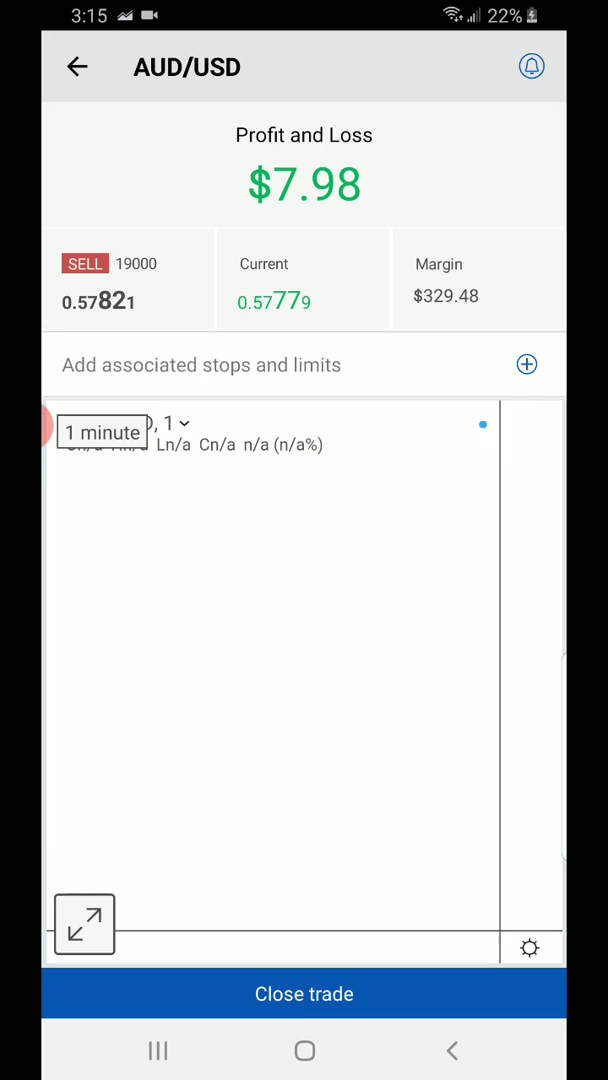 3:15 22%
AUD/USD
Profit and Loss
$7.98
SELL 19000 Current Margin
0.57821 0.57779 $329.48
Add associated stops and limits
1 minute , 1
Ln/a Cn/a n/a (n/a%)
Close trade